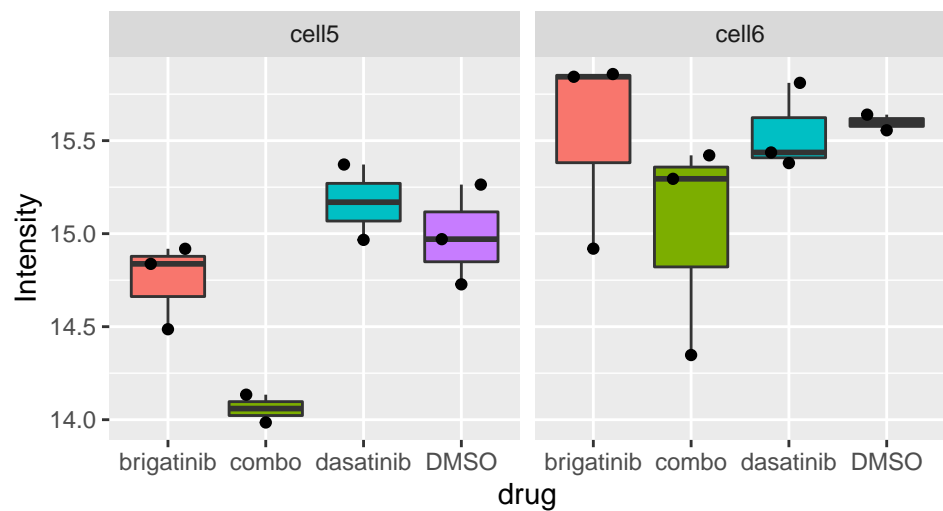 cell5 cell6
15.5
15.0
14.5
14.0
Intensity
brigatinib combo dasatinib DMSO brigatinib combo dasatinib DMSO
drug